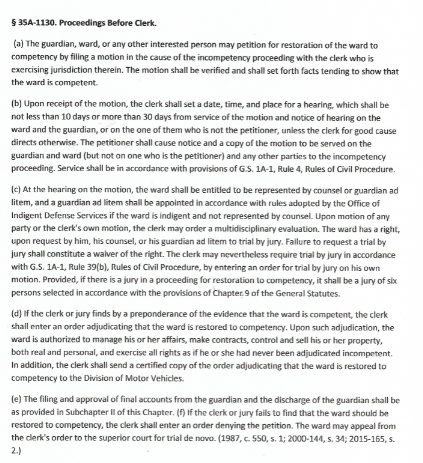 § 35A-1130. Proceedings Before Clerk.
(a) The guardian, ward, or any other interested person may petition for restoration of the ward to
competency by filing a motion in the cause of the incompetency proceeding with the clerk who is
exercising jurisdiction therein. The motion shall be verified and shall set forth facts tending to show that
the ward is competent.
(b) Upon receipt of the motion, the clerk shall set a date, time, and place for a hearing, which shall be
not less than 10 days or more than 30 days from service of the motion and notice of hearing on the
ward and the guardian, or on the one of them who is not the petitioner, unless the clerk for good cause
directs otherwise. The petitioner shall cause notice and a copy of the motion to be served on the
guardian and ward (but not on one who is the petitioner) and any other parties to the incompetency
proceeding. Service shall be in accordance with provisions of G.S. 1A-1, Rule 4, Rules of Civil Procedure.
(c) At the hearing on the motion, the ward shall be entitled to be represented by counsel or guardian ad
litem, and a guardian ad litem shall be appointed in accordance with rules adopted by the Office of
Indigent Defense Services if the ward is indigent and not represented by counsel. Upon motion of any
party or the clerk's own motion, the clerk may order a multidisciplinary evaluation. The ward has a right,
upon request by him, his counsel, or his guardian ad litem to trial by jury. Failure to request a trial by
jury shall constitute a waiver of the right. The clerk may nevertheless require trial by jury in accordance
with G.S. 1A-1, Rule 39(b), Rules of Civil Procedure, by entering an order for trial by jury on his own
motion. Provided, if there is a jury in a proceeding for restoration to competency, it shall be a jury of six
persons selected in accordance with the provisions of Chapter 9 of the General Statutes.
(d) If the clerk or jury finds by a preponderance of the evidence that the ward is competent, the clerk
shall enter an order adjudicating that the ward is restored to competency. Upon such adjudication, the
ward is authorized to manage his or her affairs, make contracts, control and sell his or her property,
both real and personal, and exercise all rights as if he or she had never been adjudicated incompetent.
In addition, the clerk shall send a certified copy of the order adjudicating that the ward is restored to
competency to the Division of Motor Vehicles.
(e) The filing and approval of final accounts from the guardian and the discharge of the guardian shall be
as provided in Subchapter II of this Chapter. (f) If the clerk or jury fails to find that the ward should be
restored to competency, the clerk shall enter an order denying the petition. The ward may appeal from
the clerk's order to the superior court for trial de novo. (1987, c. 550, s. 1; 2000-144, s. 34; 2015-165, s.
2.)